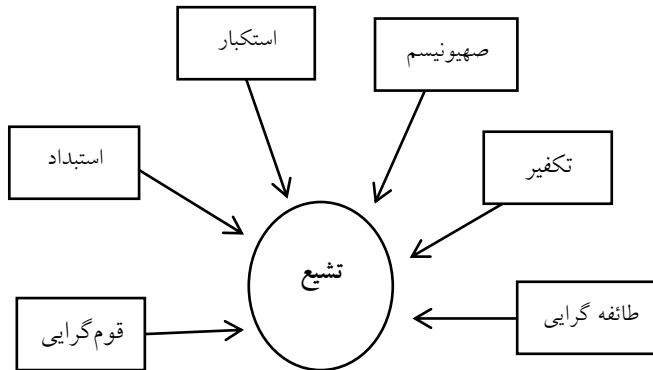 استکبار
صهیونیسم
استبداد
تکفیر
تشیع
قوم‌گرایی
طائفه گرایی